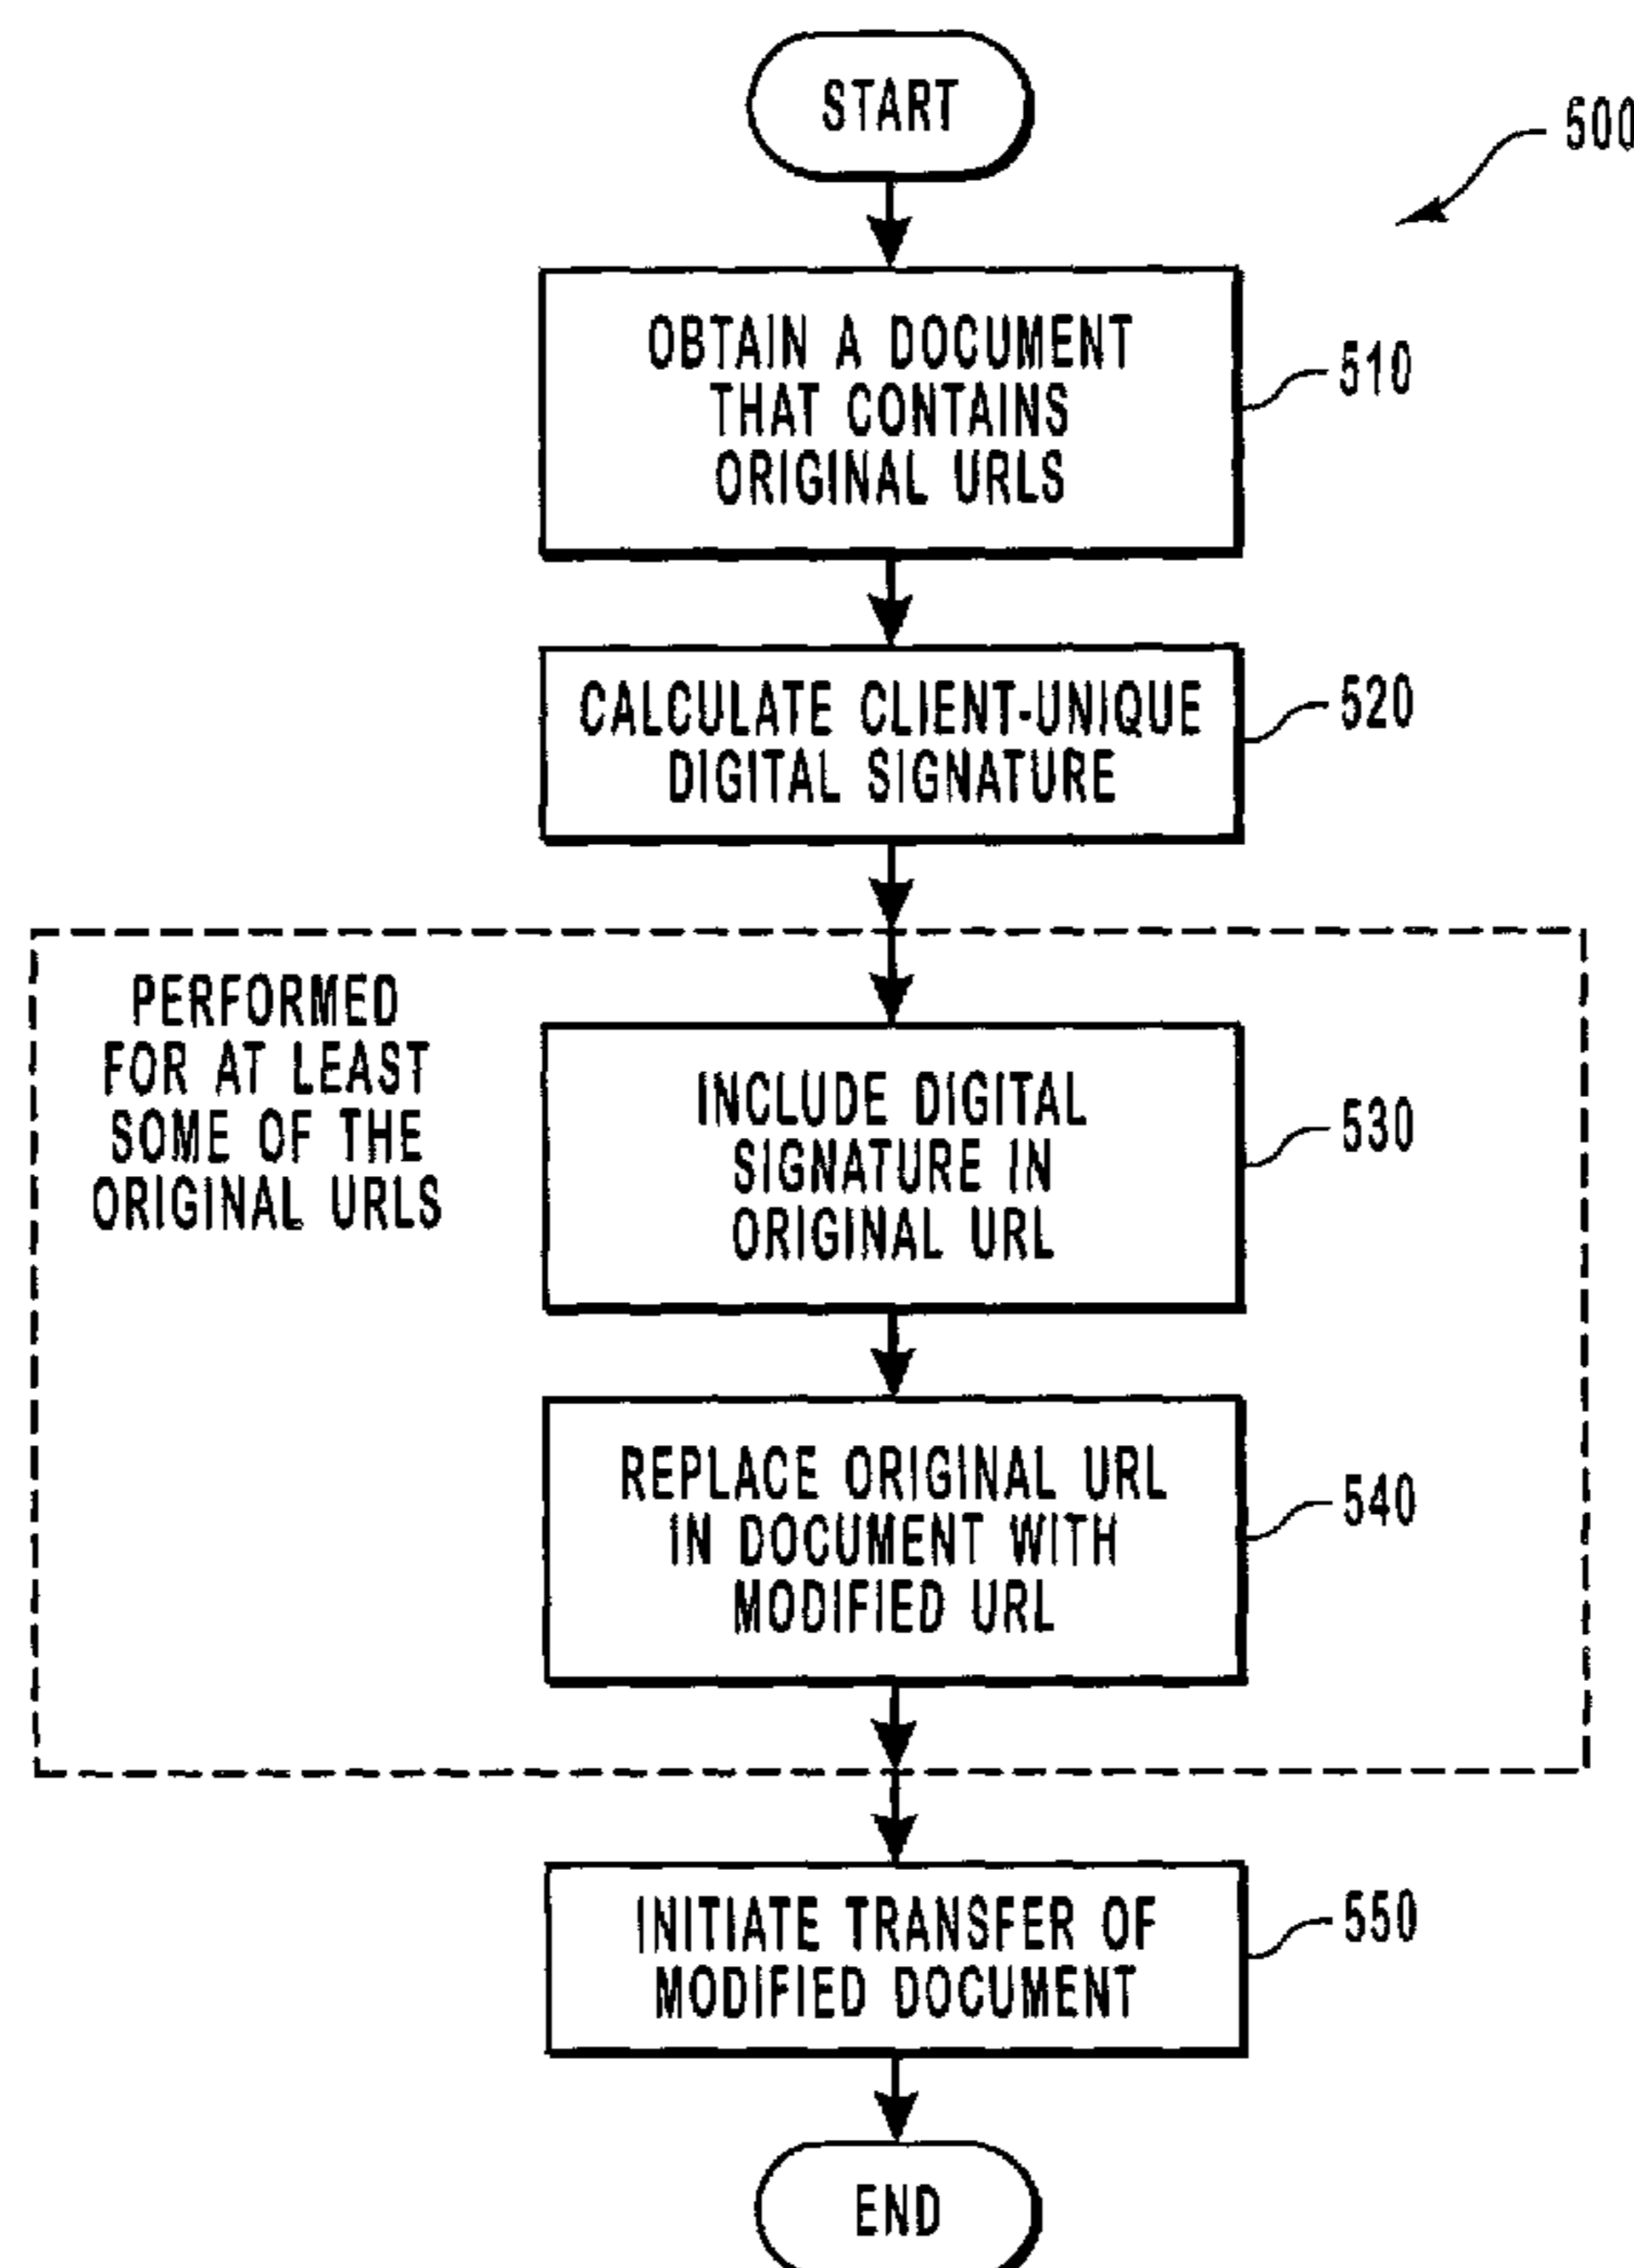 START
500
OBTAIN A DOCUMENT
THAT CONTAINS
ORIGINAL URLS
510
CALCULATE CLIENT-UNIQUE
DIGITAL SIGNATURE
520
PERFORMED
FOR AT LEAST
SOME OF THE
ORIGINAL URLS
INCLUDE DIGITAL
SIGNATURE IN
ORIGINAL URL
530
REPLACE ORIGINAL URL
IN DOCUMENT WITH
MODIFIED URL
540
INITIATE TRANSFER OF
MODIFIED DOCUMENT
550
END